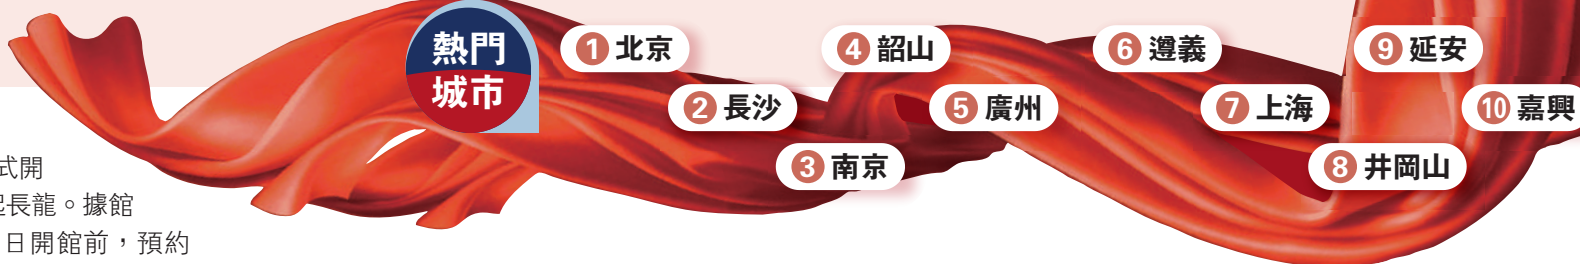 熱門
城市
1 北京
2 長沙
3 南京
4 韶山
5 廣州
6 遵義
7 上海
8 井岡山
9 延安
10 嘉興
式開
起長龍。據館
日開館前，預約